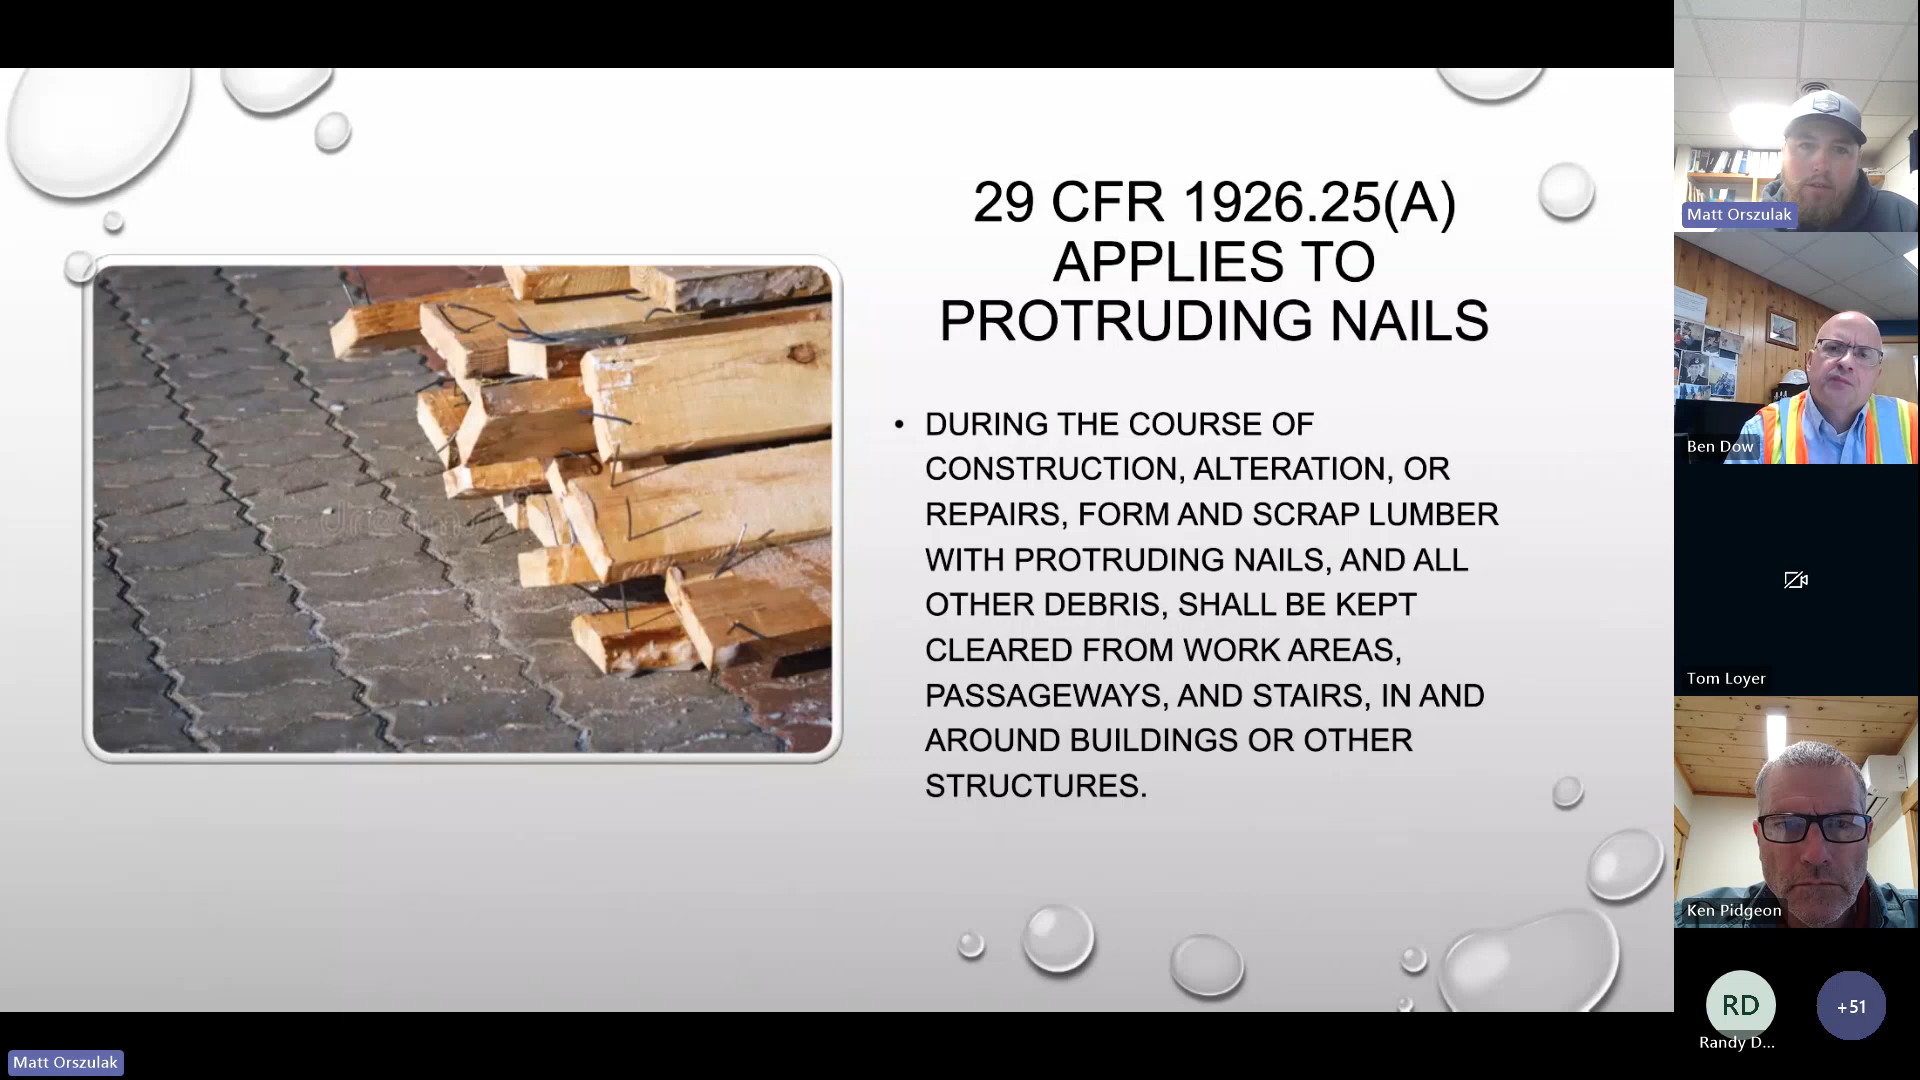 29 CFR 1926.25(A)
APPLIES TO
PROTRUDING NAILS
• DURING THE COURSE OF
CONSTRUCTION, ALTERATION, OR
REPAIRS, FORM AND SCRAP LUMBER
WITH PROTRUDING NAILS, AND ALL
OTHER DEBRIS, SHALL BE KEPT
CLEARED FROM WORK AREAS,
PASSAGEWAYS, AND STAIRS, IN AND
AROUND BUILDINGS OR OTHER
STRUCTURES.
Matt Orszulak
Ben Dow
Tom Loyer
Ken Pidgeon
RD
Randy D...
+51
Matt Orszulak